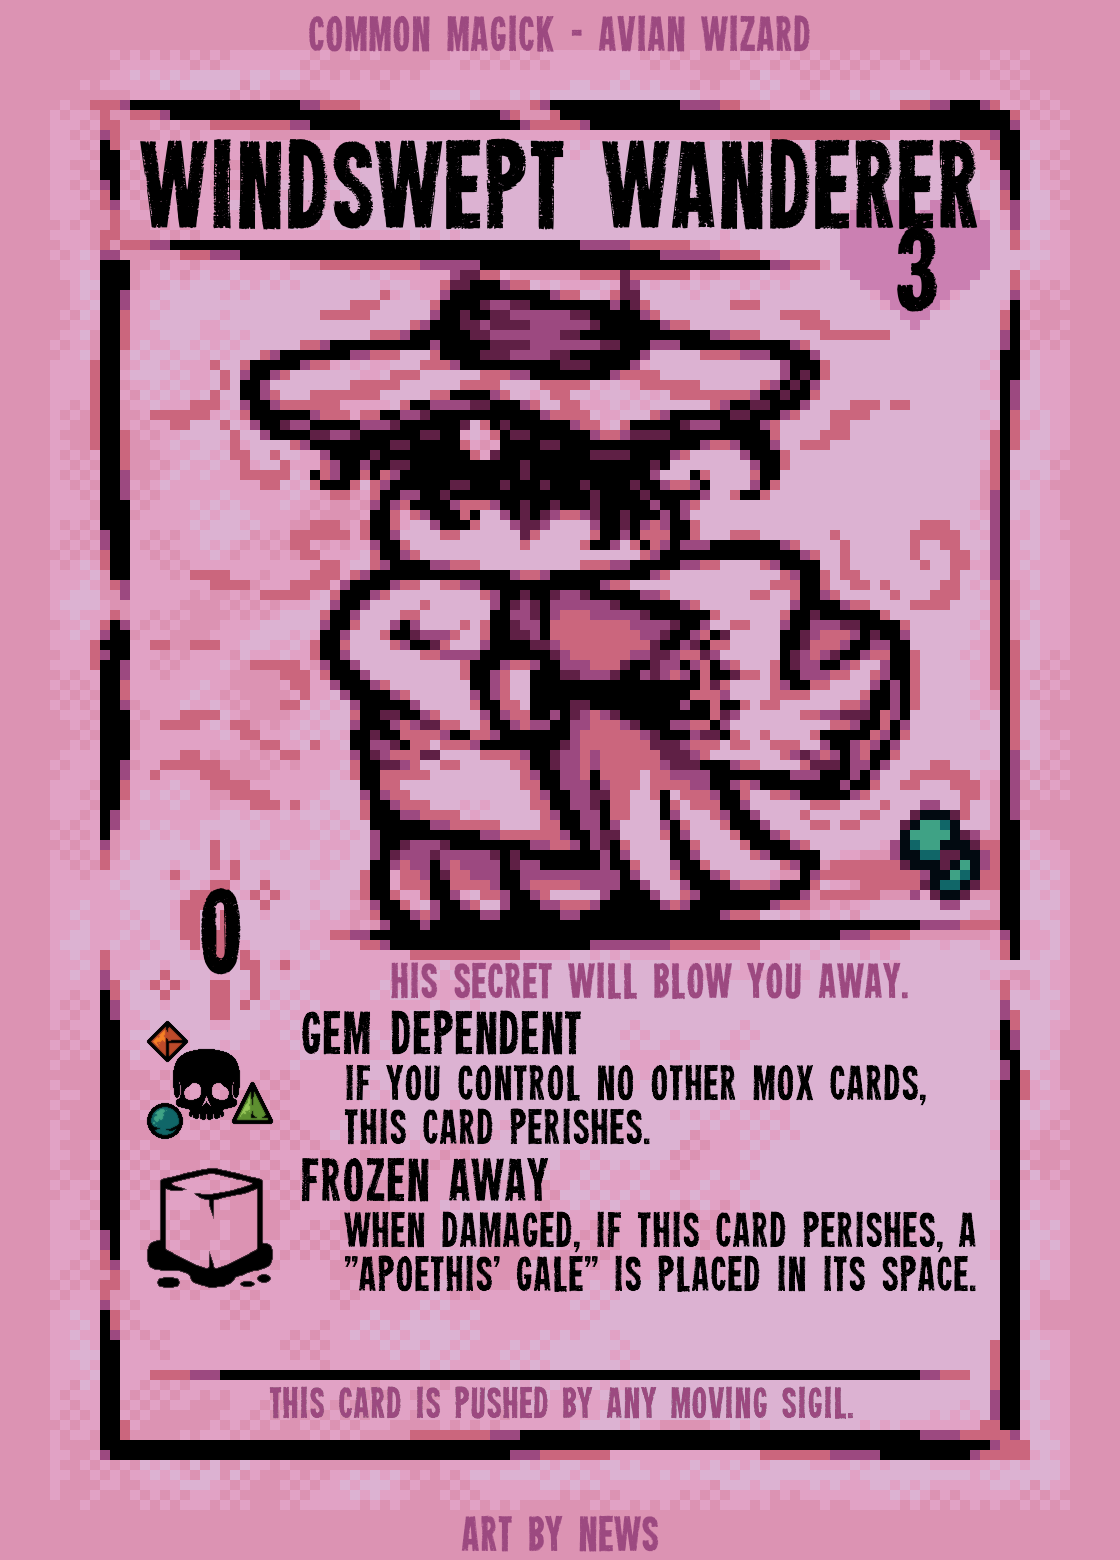 COMMON MAGICK - AVIAN WIZARD
WINDSWEPT WANDERER
3
0
HIS SECRET WILL BLOW YOU AWAY.
GEM DEPENDENT
IF YOU CONTROL NO OTHER MOX CARDS,
THIS CARD PERISHES.
FROZEN AWAY
WHEN DAMAGED, IF THIS CARD PERISHES, A
"APOETHIS' GALE" IS PLACED IN ITS SPACE.
THIS CARD IS PUSHED BY ANY MOVING SIGIL.
ART BY NEWS